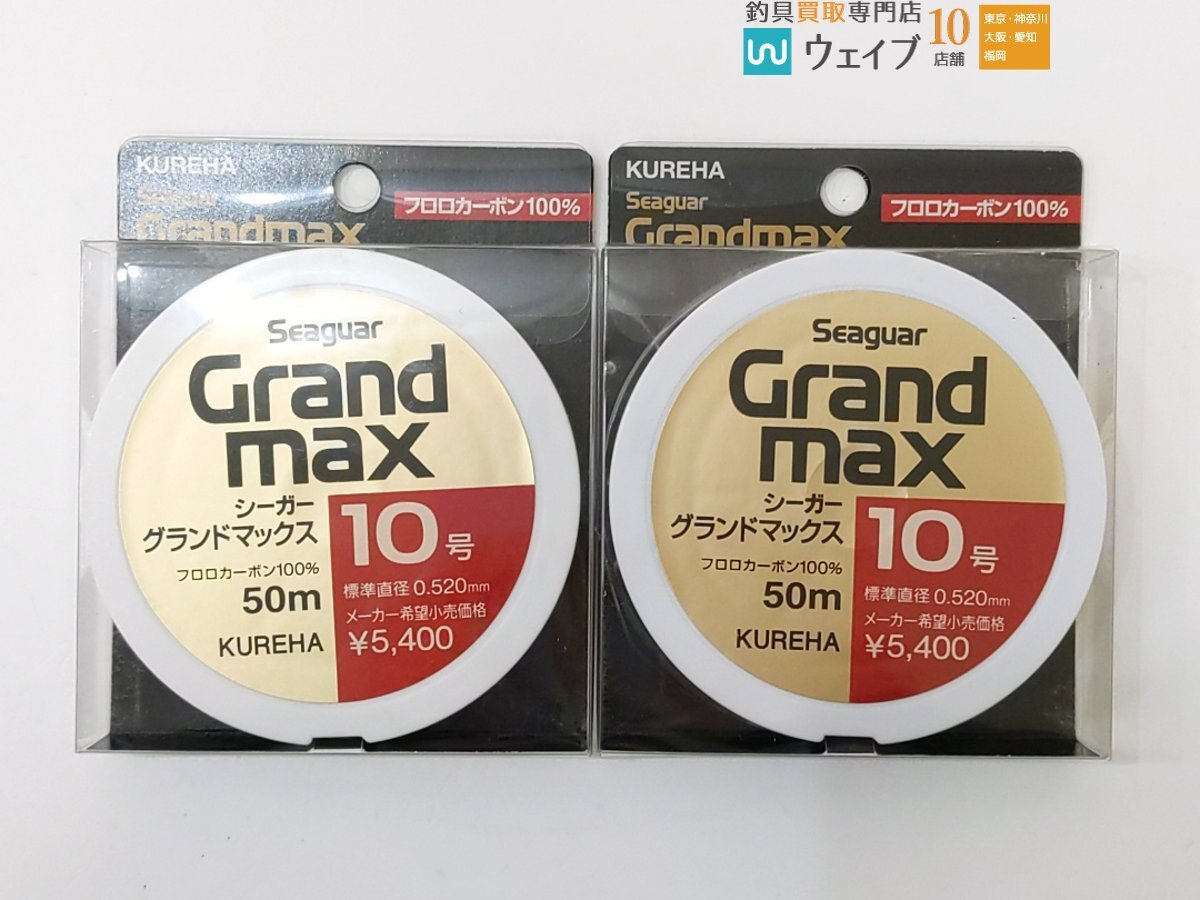 釣具買取専門店
ウェイブ
10
店舗
東京・神奈川
大阪・愛知
福岡
KUREHA
Seaguar
Grandmax
フロロカーボン100%
Seaguar
Grand
max
シーガー
グランドマックス
フロロカーボン100%
50m
KUREHA
10号
標準直径 0.520mm
メーカー希望小売価格
¥5,400
KUREHA
Seaguar
Grandmax
フロロカーボン100%
Seaguar
Grand
max
シーガー
グランドマックス
フロロカーボン100%
50m
KUREHA
10号
標準直径 0.520mm
メーカー希望小売価格
¥5,400